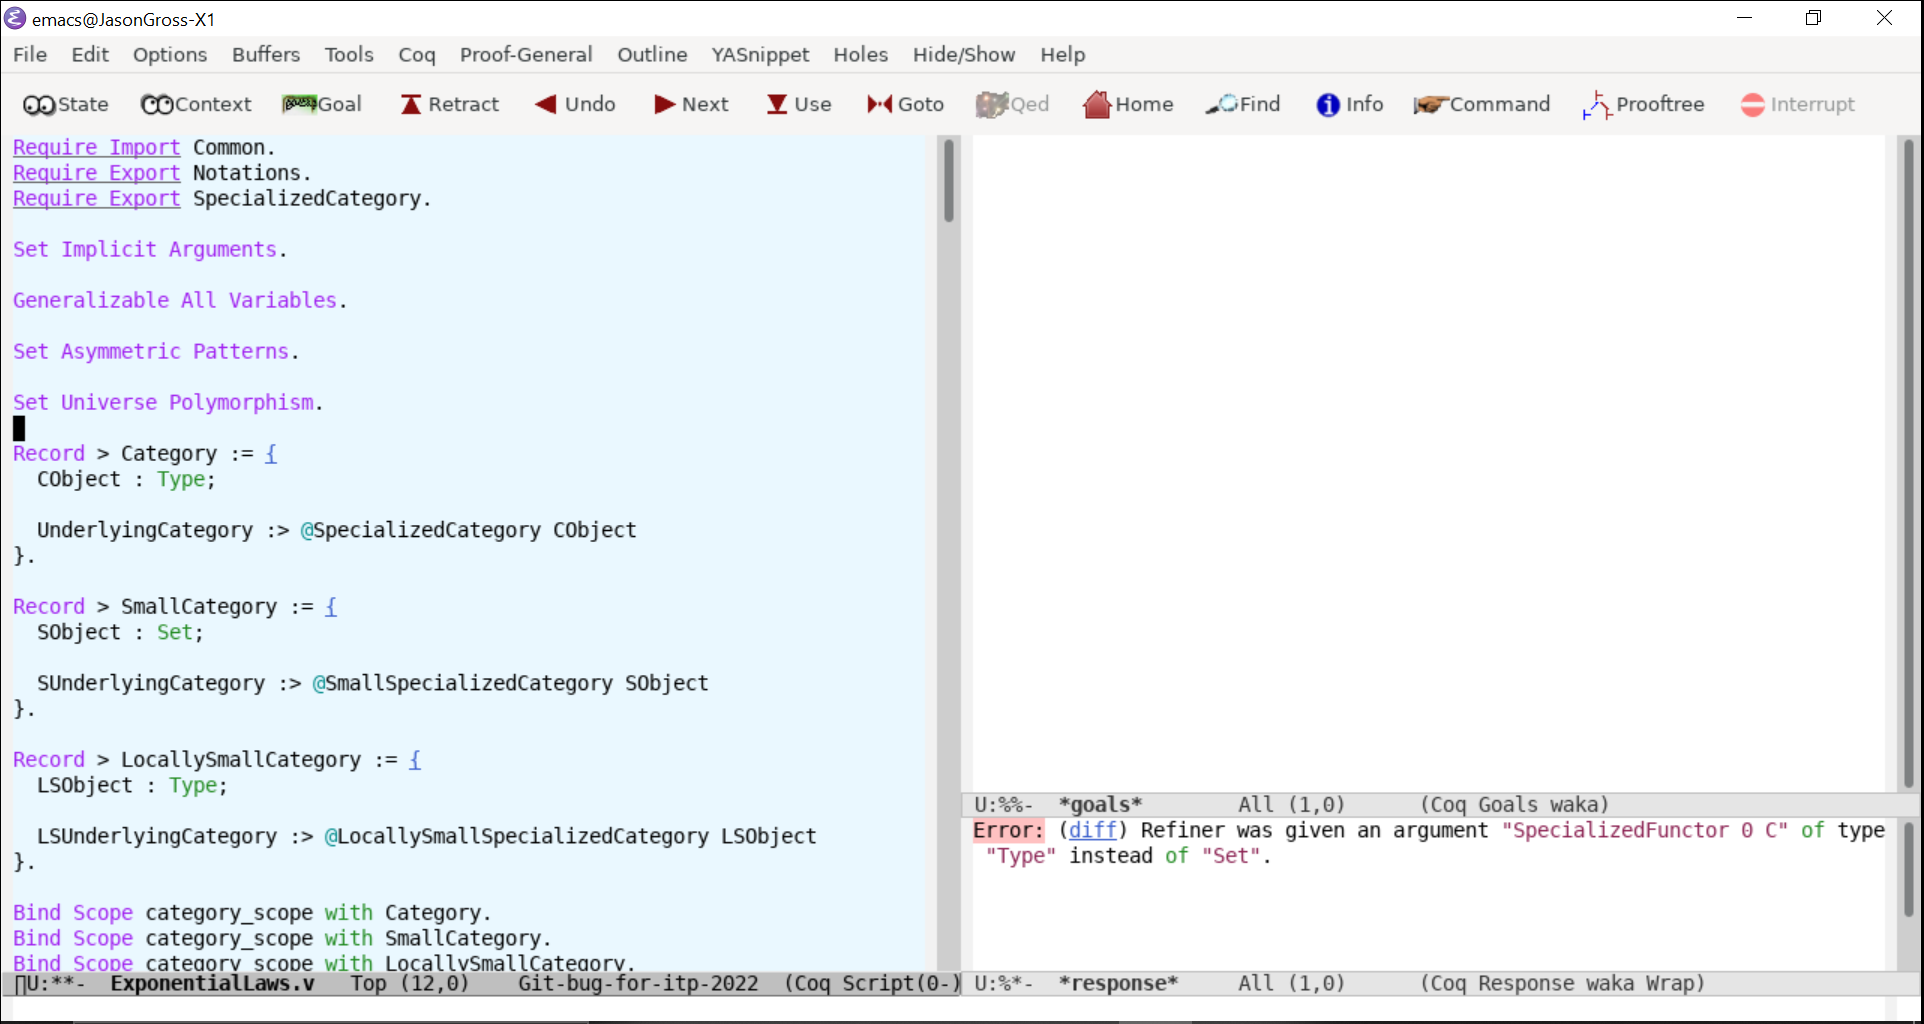 emacs@JasonGross-X1
File Edit Options Buffers Tools Coq Proof-General Outline YASnippet Holes Hide/Show Help
State Context Goal Retract Undo Next Use Goto Qed Home Find Info Command Prooftree Interrupt
Require Import Common.
Require Export Notations.
Require Export SpecializedCategory.
Set Implicit Arguments.
Generalizable All Variables.
Set Asymmetric Patterns.
Set Universe Polymorphism.
Record > Category := {
CObject : Type;
UnderlyingCategory :> @SpecializedCategory CObject
}.
Record > SmallCategory := {
SObject : Set;
SUnderlyingCategory :> @SmallSpecializedCategory SObject
}.
Record > LocallySmallCategory := {
LSObject : Type;
LSUnderlyingCategory :> @LocallySmallSpecializedCategory LSObject
}.
Bind Scope category_scope with Category.
Bind Scope category_scope with SmallCategory.
Bind Scope category_scope with LocallySmallCategory.
U:**- ExponentialLaws.v Top (12,0) Git-bug-for-itp-2022 (Coq Script(0-)
U:%%- *goals* All (1,0) (Coq Goals waka)
Error: (diff) Refiner was given an argument "SpecializedFunctor 0 C" of type
"Type" instead of "Set".
U:%*- *response* All (1,0) (Coq Response waka Wrap)